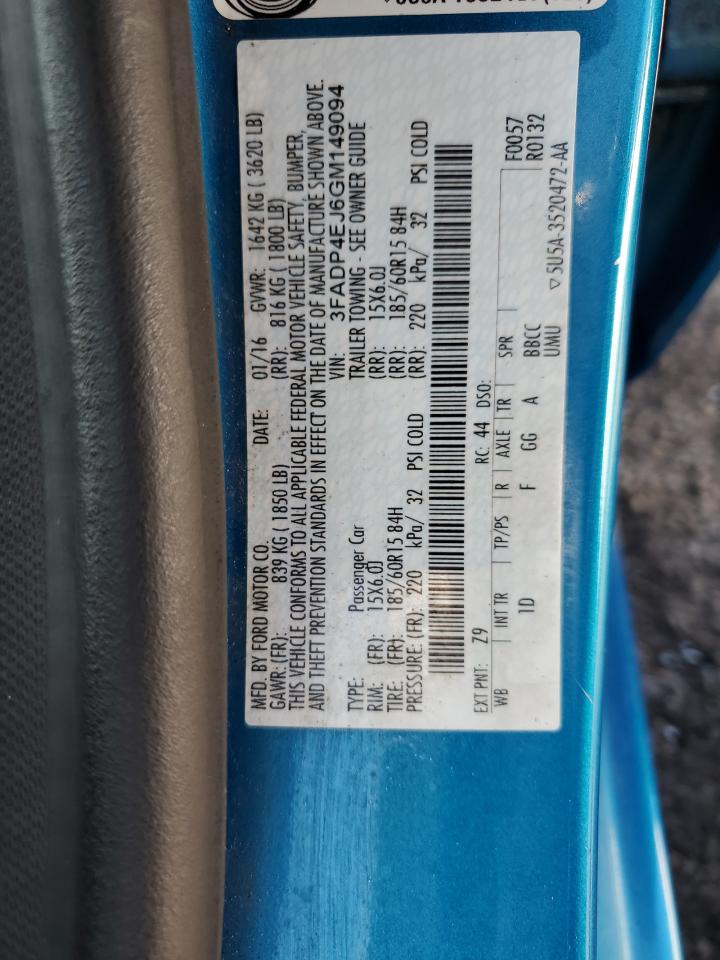 MFD. BY FORD MOTOR CO. DATE: 01/16 GVWR: 1642 KG ( 3620 LB)
GAWR: (FR): 839 KG ( 1850 LB) (RR): 816 KG ( 1800 LB)
THIS VEHICLE CONFORMS TO ALL APPLICABLE FEDERAL MOTOR VEHICLE SAFETY, BUMPER,
AND THEFT PREVENTION STANDARDS IN EFFECT ON THE DATE OF MANUFACTURE SHOWN ABOVE.
VIN: 3FADP4EJ6GM149094
TYPE: Passenger Car TRAILER TOWING - SEE OWNER GUIDE
RIM: (FR): 15X6.0J (RR): 15X6.0J
TIRE: (FR): 185/60R15 84H (RR): 185/60R15 84H
PRESSURE: (FR): 220 kPa/ 32 PSI COLD (RR): 220 kPa/ 32 PSI COLD
EXT PNT: Z9 RC: 44 DSO: F0057
WB INT TR TP/PS R AXLE TR SPR R0132
1D F GG A BBCC
UMU ▽5U5A-3520472-AA